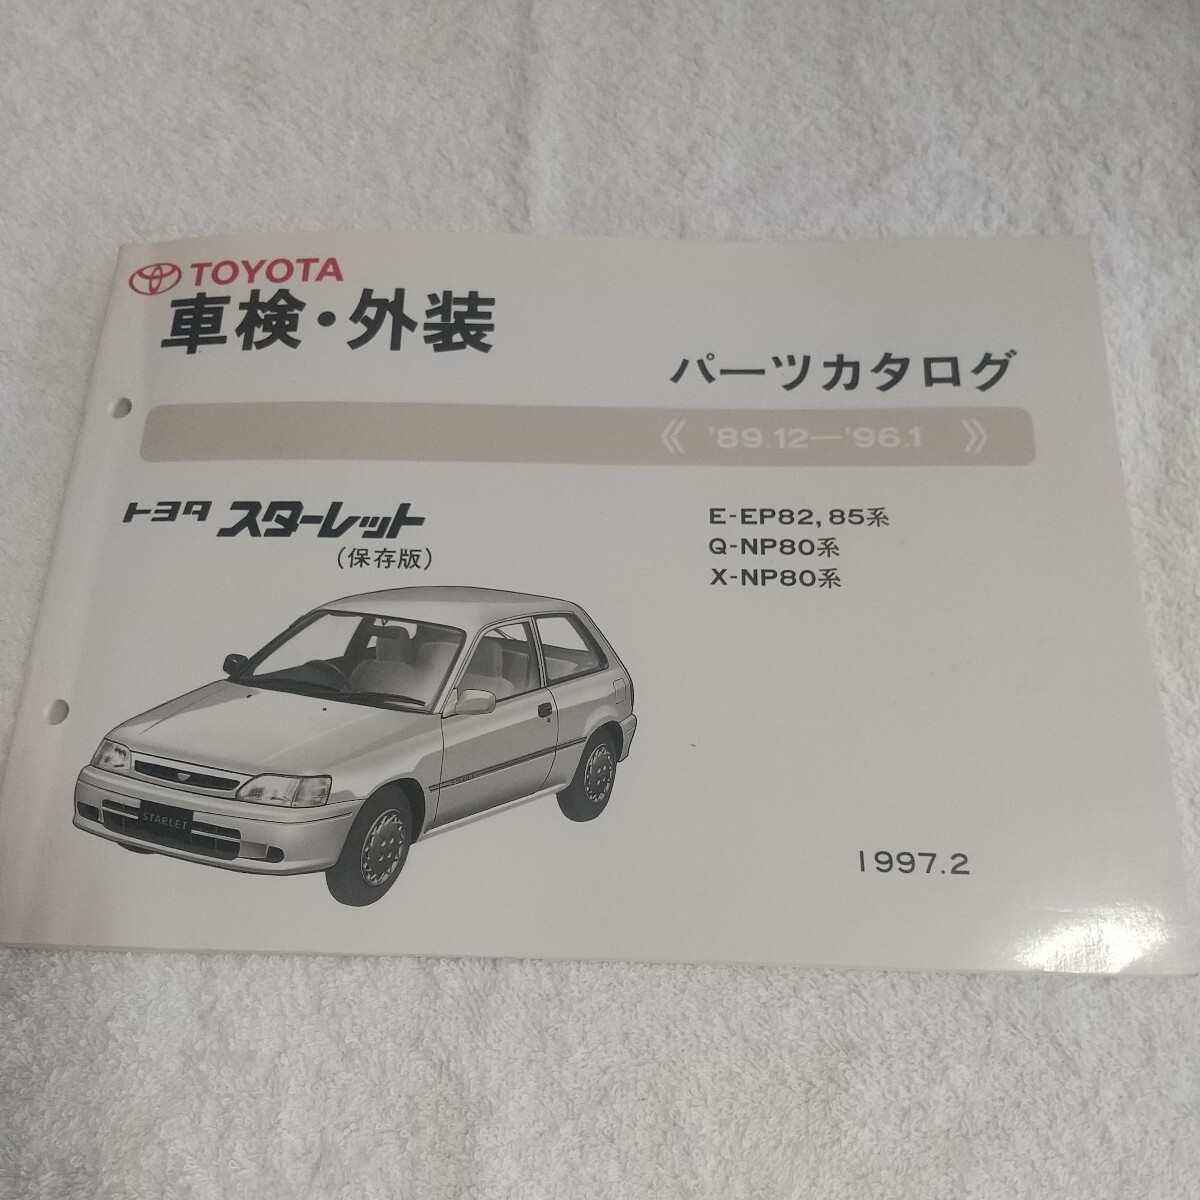 TOYOTA
車検・外装
パーツカタログ
《 '89.12—'96.1 》
トヨタ スターレット
(保存版)
E-EP82, 85系
Q-NP80系
X-NP80系
STARLET
1997.2